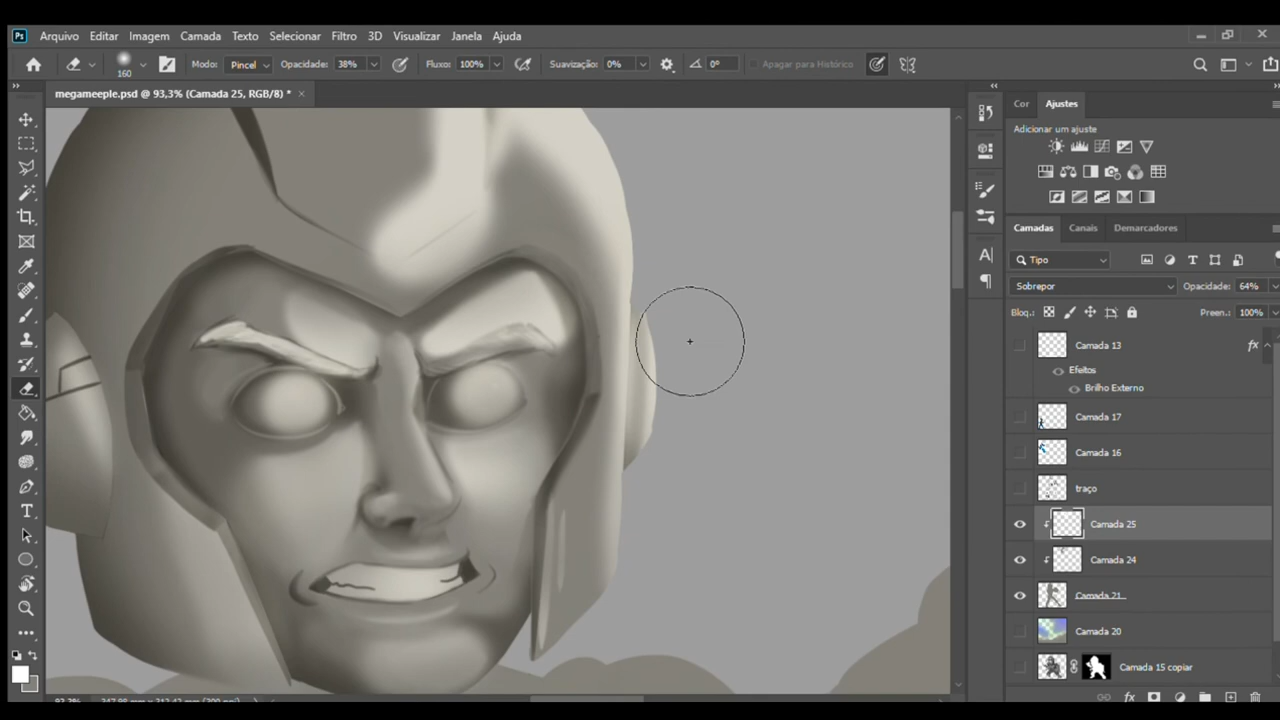 Ps Arquivo Editar Imagem Camada Texto Selecionar Filtro 3D Visualizar Janela Ajuda
160 Modo: Pincel Opacidade: 38% Fluxo: 100% Suavização: 0% 0° Apagar para Histórico
megameeple.psd @ 93,3% (Camada 25, RGB/8) *
Cor Ajustes
Adicionar um ajuste
Camadas Canais Demarcadores
Tipo
Sobrepor Opacidade: 64%
Bloq.: Preen.: 100%
Camada 13 fx
Efeitos
Brilho Externo
Camada 17
Camada 16
traço
Camada 25
Camada 24
Camada 21
Camada 20
Camada 15 copiar